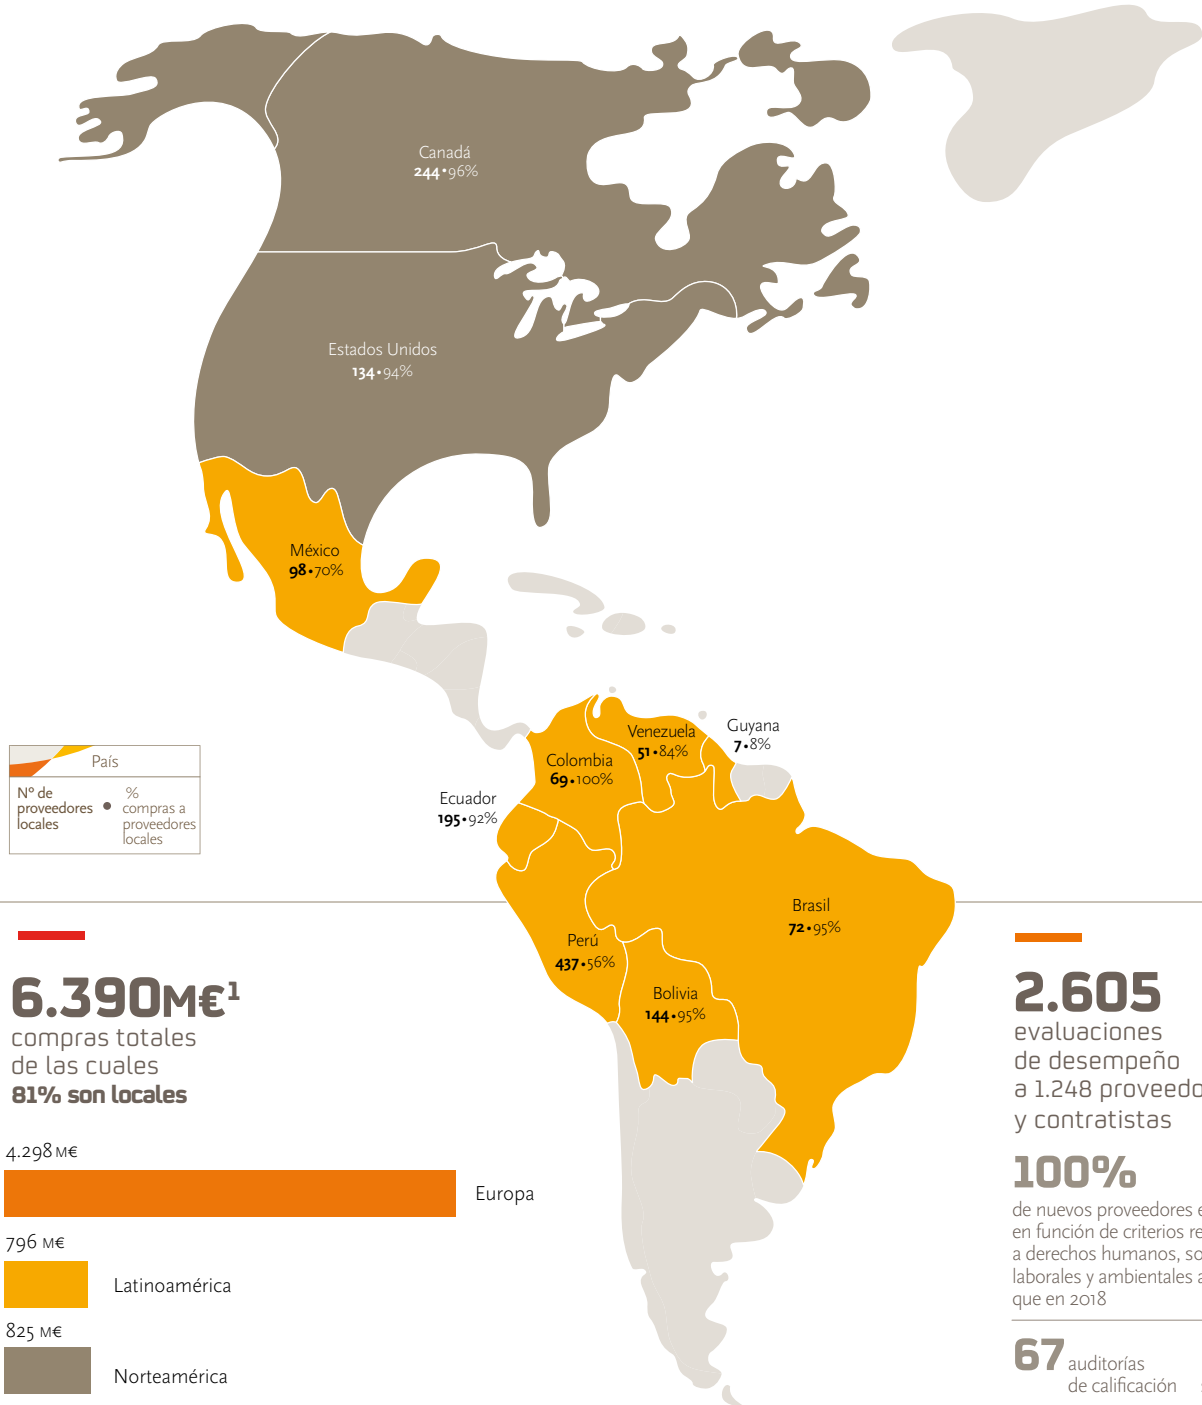 Canadá
244•96%
Estados Unidos
134•94%
México
98•70%
Venezuela
51•84%
Guyana
7•8%
Colombia
69•100%
Ecuador
195•92%
Brasil
72•95%
Perú
437•56%
Bolivia
144•95%
País
Nº de
proveedores
locales
•
%
compras a
proveedores
locales
6.390M€¹
compras totales
de las cuales
81% son locales
4.298 M€
Europa
796 M€
Latinoamérica
825 M€
Norteamérica
2.605
evaluaciones
de desempeño
a 1.248
y contratistas
100%
de nuevos proveedores
en función de criterios
a derechos humanos,
laborales y ambientales
que en 2018
67 auditorías
de calificación